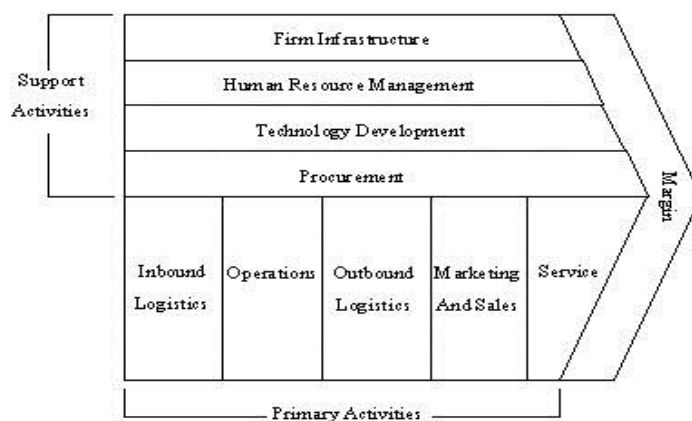 Firm Infrastructure
Support
Activities
Human Resource Management
Technology Development
Procurement
Margin
Inbound
Logistics
Operations
Outbound
Logistics
Marketing
And Sales
Service
Primary Activities